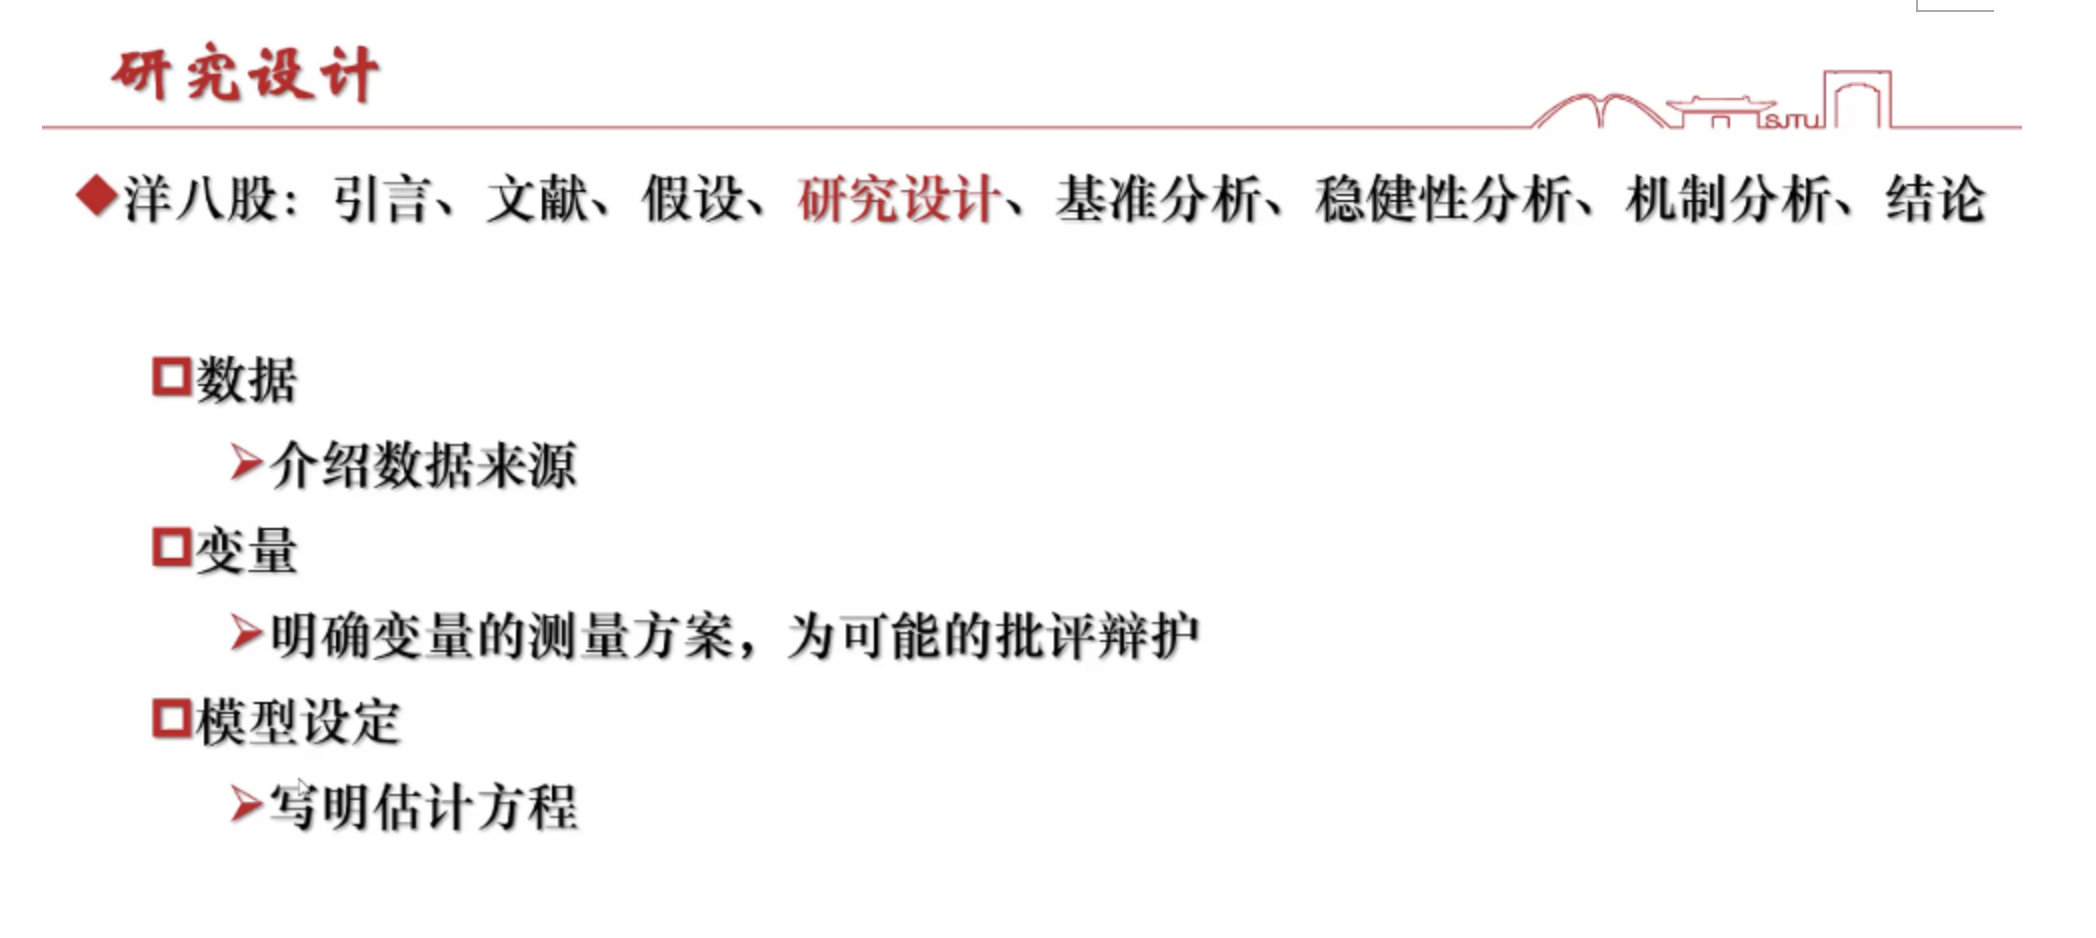 研究设计
SJTU
洋八股：引言、文献、假设、研究设计、基准分析、稳健性分析、机制分析、结论
数据
介绍数据来源
变量
明确变量的测量方案，为可能的批评辩护
模型设定
写明估计方程